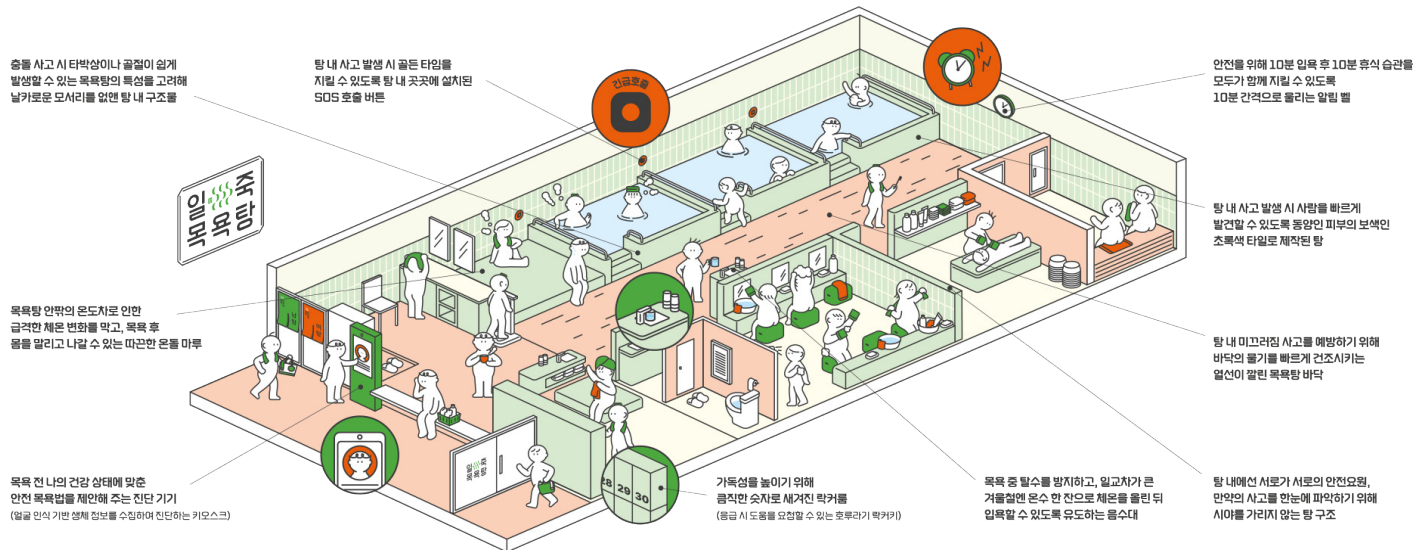 충돌 사고 시 타박상이나 골절이 쉽게
발생할 수 있는 목욕탕의 특성을 고려해
날카로운 모서리를 없앤 탕 내 구조물
탕 내 사고 발생 시 골든 타임을
지킬 수 있도록 탕 내 곳곳에 설치된
SOS 호출 버튼
긴급호출
안전을 위해 10분 입욕 후 10분 휴식 습관을
모두가 함께 지킬 수 있도록
10분 간격으로 울리는 알림 벨
일죽
목욕탕
탕 내 사고 발생 시 사람을 빠르게
발견할 수 있도록 동양인 피부의 보색인
초록색 타일로 제작된 탕
목욕탕 안팎의 온도차로 인한
급격한 체온 변화를 막고, 목욕 후
몸을 말리고 나갈 수 있는 따끈한 온돌 마루
탕 내 미끄러짐 사고를 예방하기 위해
바닥의 물기를 빠르게 건조시키는
열선이 깔린 목욕탕 바닥
목욕 전 나의 건강 상태에 맞춘
안전 목욕법을 제안해 주는 진단 기기
(얼굴 인식 기반 생체 정보를 수집하여 진단하는 키오스크)
28 29 30
가독성을 높이기 위해
큼직한 숫자로 새겨진 락커룸
(응급 시 도움을 요청할 수 있는 호루라기 락커키)
목욕 중 탈수를 방지하고, 일교차가 큰
겨울철엔 온수 한 잔으로 체온을 올린 뒤
입욕할 수 있도록 유도하는 음수대
탕 내에선 서로가 서로의 안전요원,
만약의 사고를 한눈에 파악하기 위해
시야를 가리지 않는 탕 구조